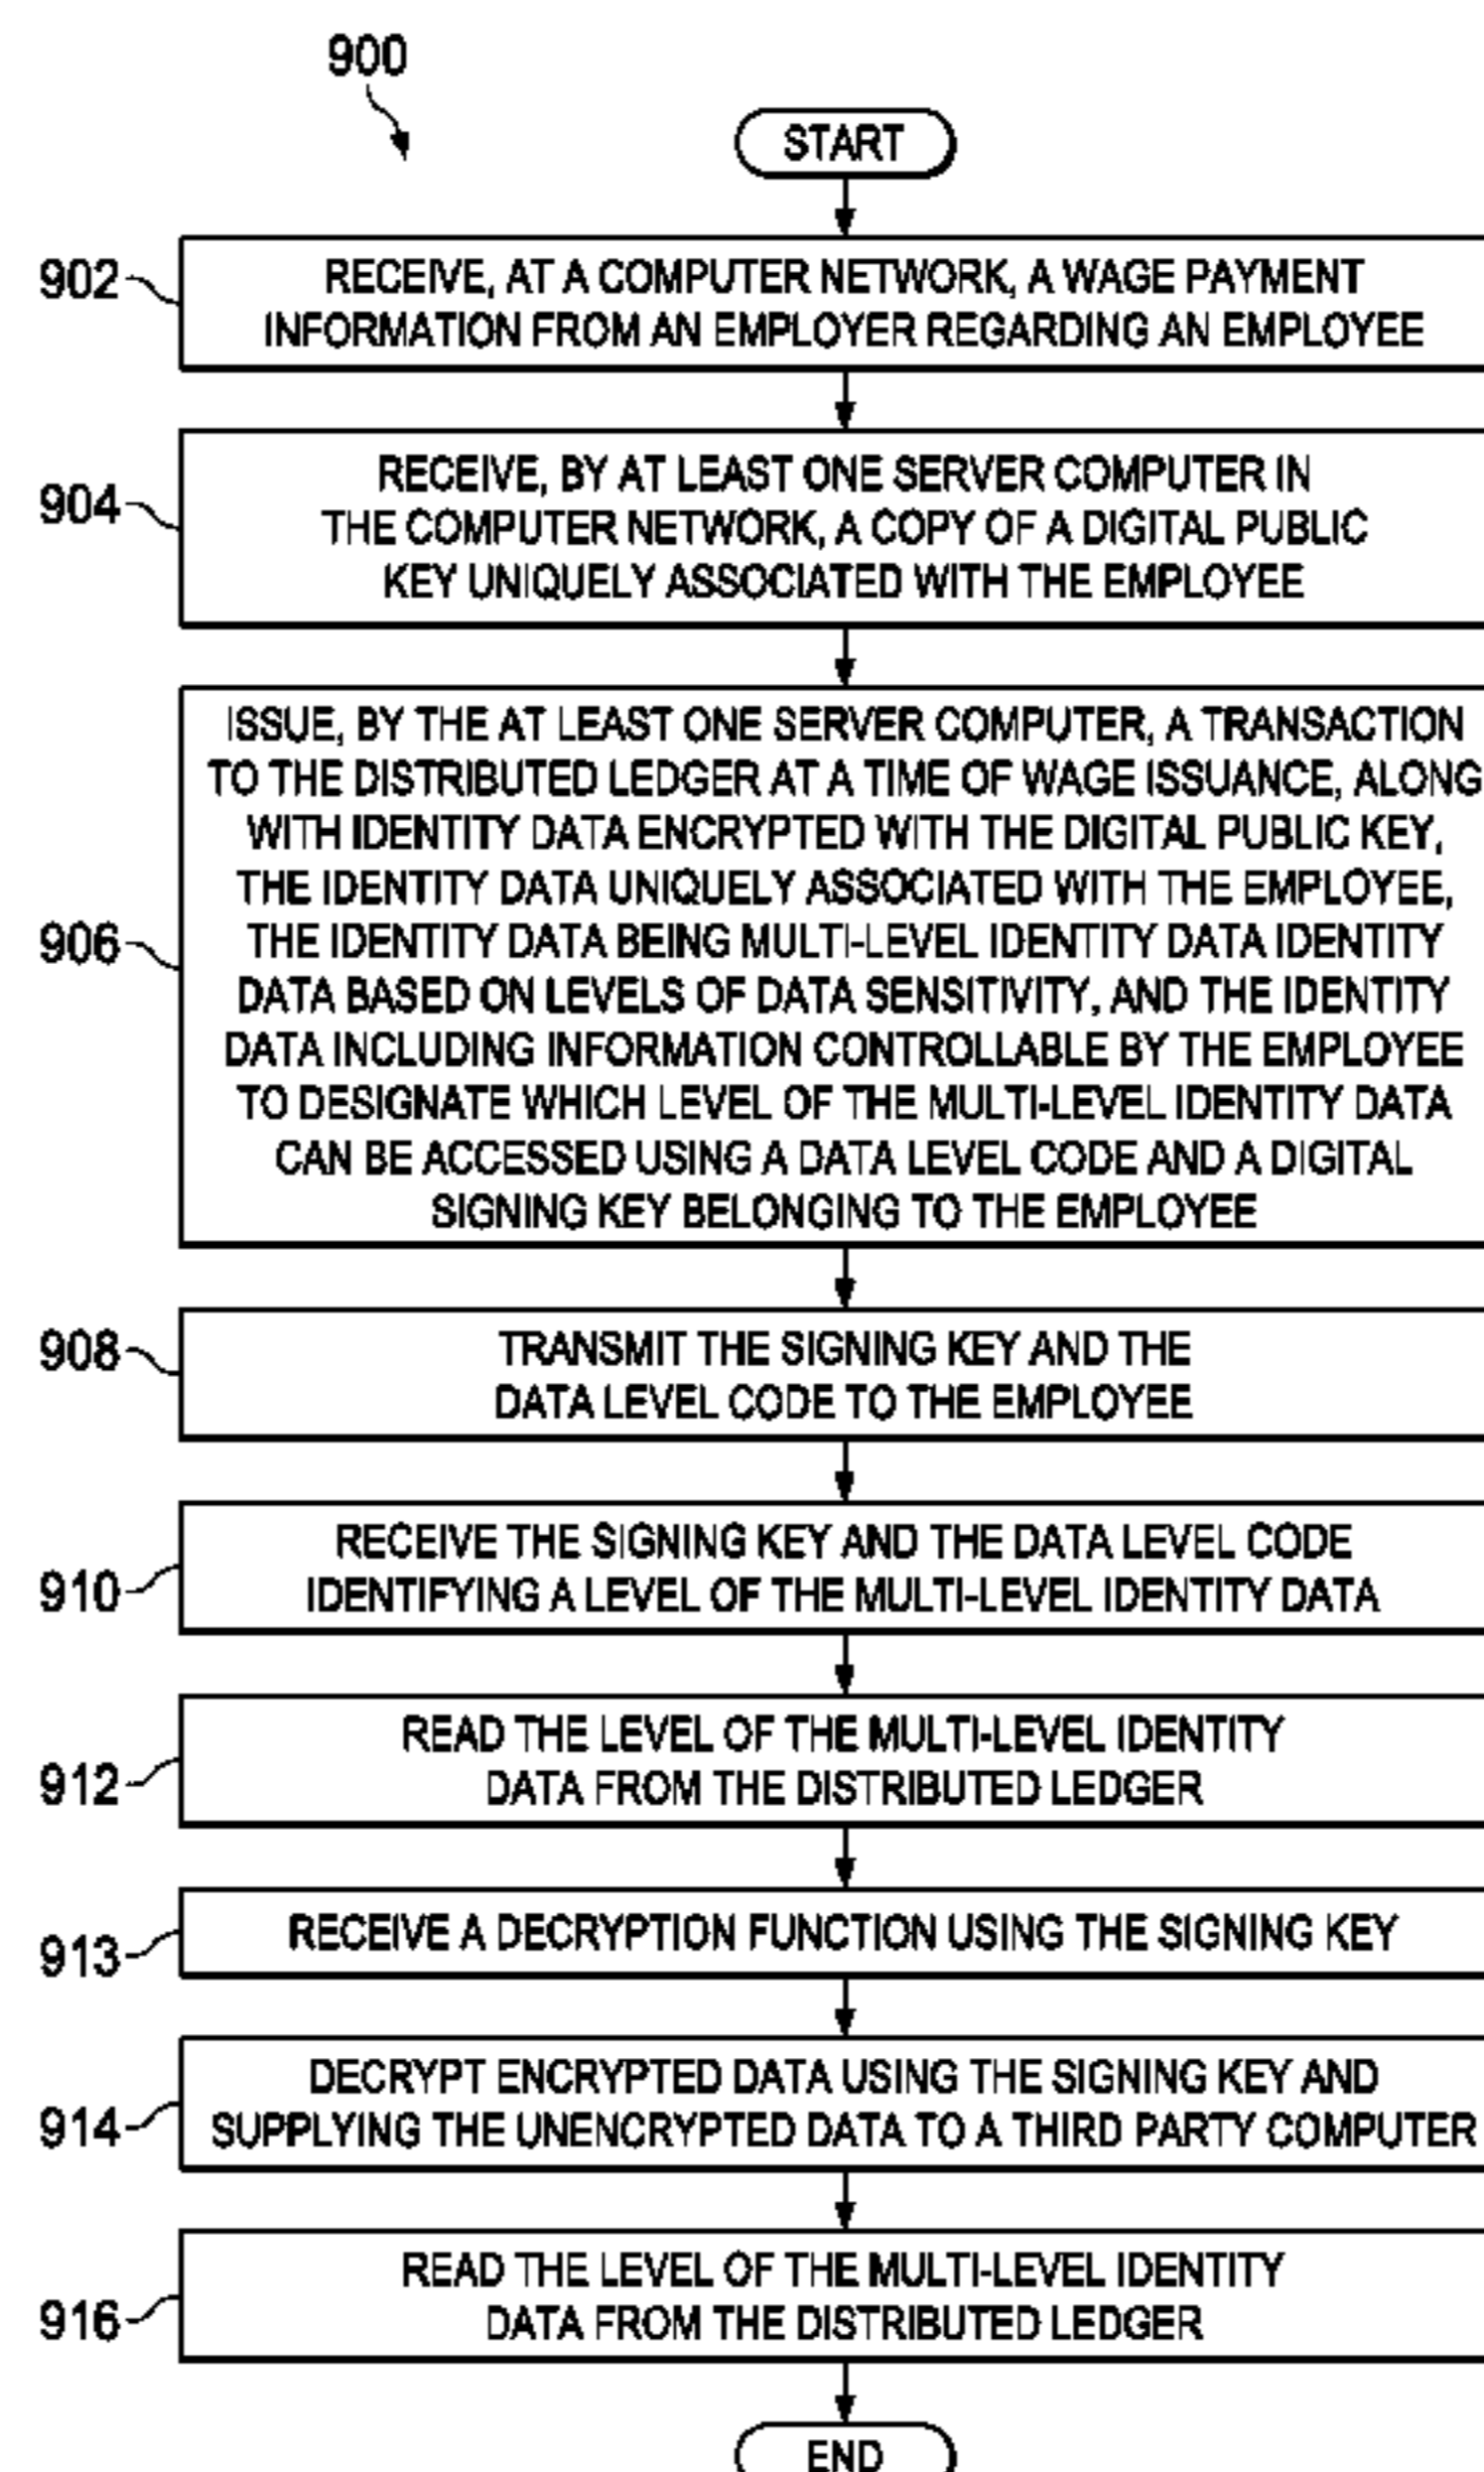 900
START
902
RECEIVE, AT A COMPUTER NETWORK, A WAGE PAYMENT
INFORMATION FROM AN EMPLOYER REGARDING AN EMPLOYEE
904
RECEIVE, BY AT LEAST ONE SERVER COMPUTER IN
THE COMPUTER NETWORK, A COPY OF A DIGITAL PUBLIC
KEY UNIQUELY ASSOCIATED WITH THE EMPLOYEE
906
ISSUE, BY THE AT LEAST ONE SERVER COMPUTER, A TRANSACTION
TO THE DISTRIBUTED LEDGER AT A TIME OF WAGE ISSUANCE, ALONG
WITH IDENTITY DATA ENCRYPTED WITH THE DIGITAL PUBLIC KEY,
THE IDENTITY DATA UNIQUELY ASSOCIATED WITH THE EMPLOYEE,
THE IDENTITY DATA BEING MULTI-LEVEL IDENTITY DATA IDENTITY
DATA BASED ON LEVELS OF DATA SENSITIVITY, AND THE IDENTITY
DATA INCLUDING INFORMATION CONTROLLABLE BY THE EMPLOYEE
TO DESIGNATE WHICH LEVEL OF THE MULTI-LEVEL IDENTITY DATA
CAN BE ACCESSED USING A DATA LEVEL CODE AND A DIGITAL
SIGNING KEY BELONGING TO THE EMPLOYEE
908
TRANSMIT THE SIGNING KEY AND THE
DATA LEVEL CODE TO THE EMPLOYEE
910
RECEIVE THE SIGNING KEY AND THE DATA LEVEL CODE
IDENTIFYING A LEVEL OF THE MULTI-LEVEL IDENTITY DATA
912
READ THE LEVEL OF THE MULTI-LEVEL IDENTITY
DATA FROM THE DISTRIBUTED LEDGER
913
RECEIVE A DECRYPTION FUNCTION USING THE SIGNING KEY
914
DECRYPT ENCRYPTED DATA USING THE SIGNING KEY AND
SUPPLYING THE UNENCRYPTED DATA TO A THIRD PARTY COMPUTER
916
READ THE LEVEL OF THE MULTI-LEVEL IDENTITY
DATA FROM THE DISTRIBUTED LEDGER
END